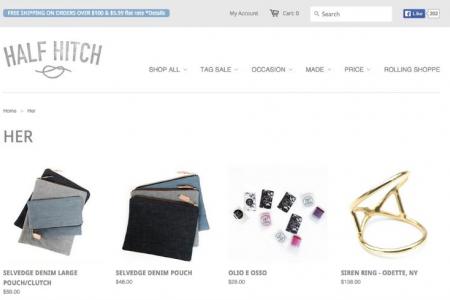 FREE SHIPPING ON ORDERS OVER $100 & $5.99 flat rate *Details
My Account
Cart: 0
Search
Like
202
HALF HITCH
SHOP ALL
TAG SALE
OCCASION
MADE
PRICE
ROLLING SHOPPE
Home
Her
HER
SELVEDGE DENIM LARGE
POUCH/CLUTCH
$58.00
SELVEDGE DENIM POUCH
$48.00
OLIO E OSSO
$28.00
SIREN RING - ODETTE, NY
$138.00